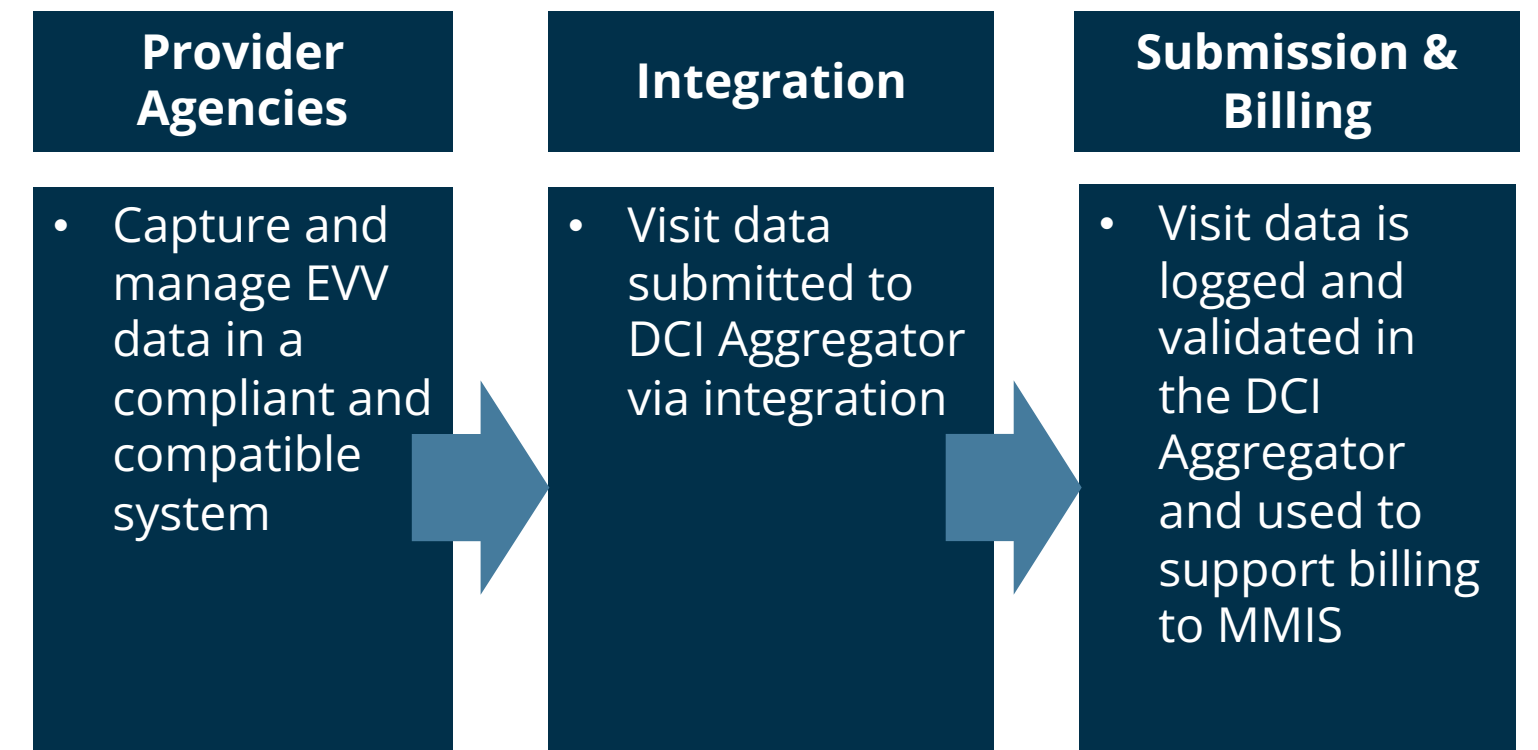 Provider
Agencies
• Capture and
manage EVV
data in a
compliant and
compatible
system
Integration
• Visit data
submitted to
DCI Aggregator
via integration
Submission &
Billing
• Visit data is
logged and
validated in
the DCI
Aggregator
and used to
support billing
to MMIS